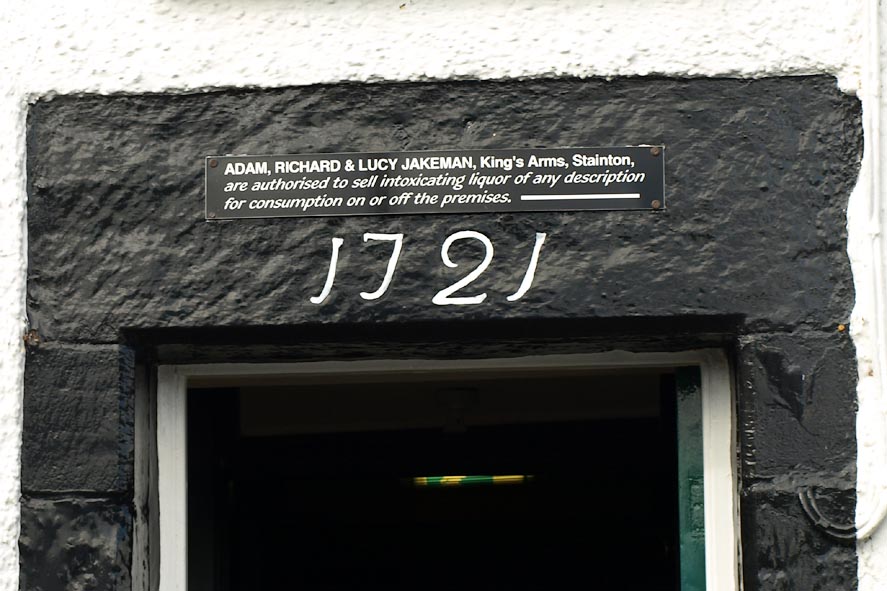 ADAM, RICHARD & LUCY JAKEMAN, King's Arms, Stainton,
are authorised to sell intoxicating liquor of any description
for consumption on or off the premises.
1721